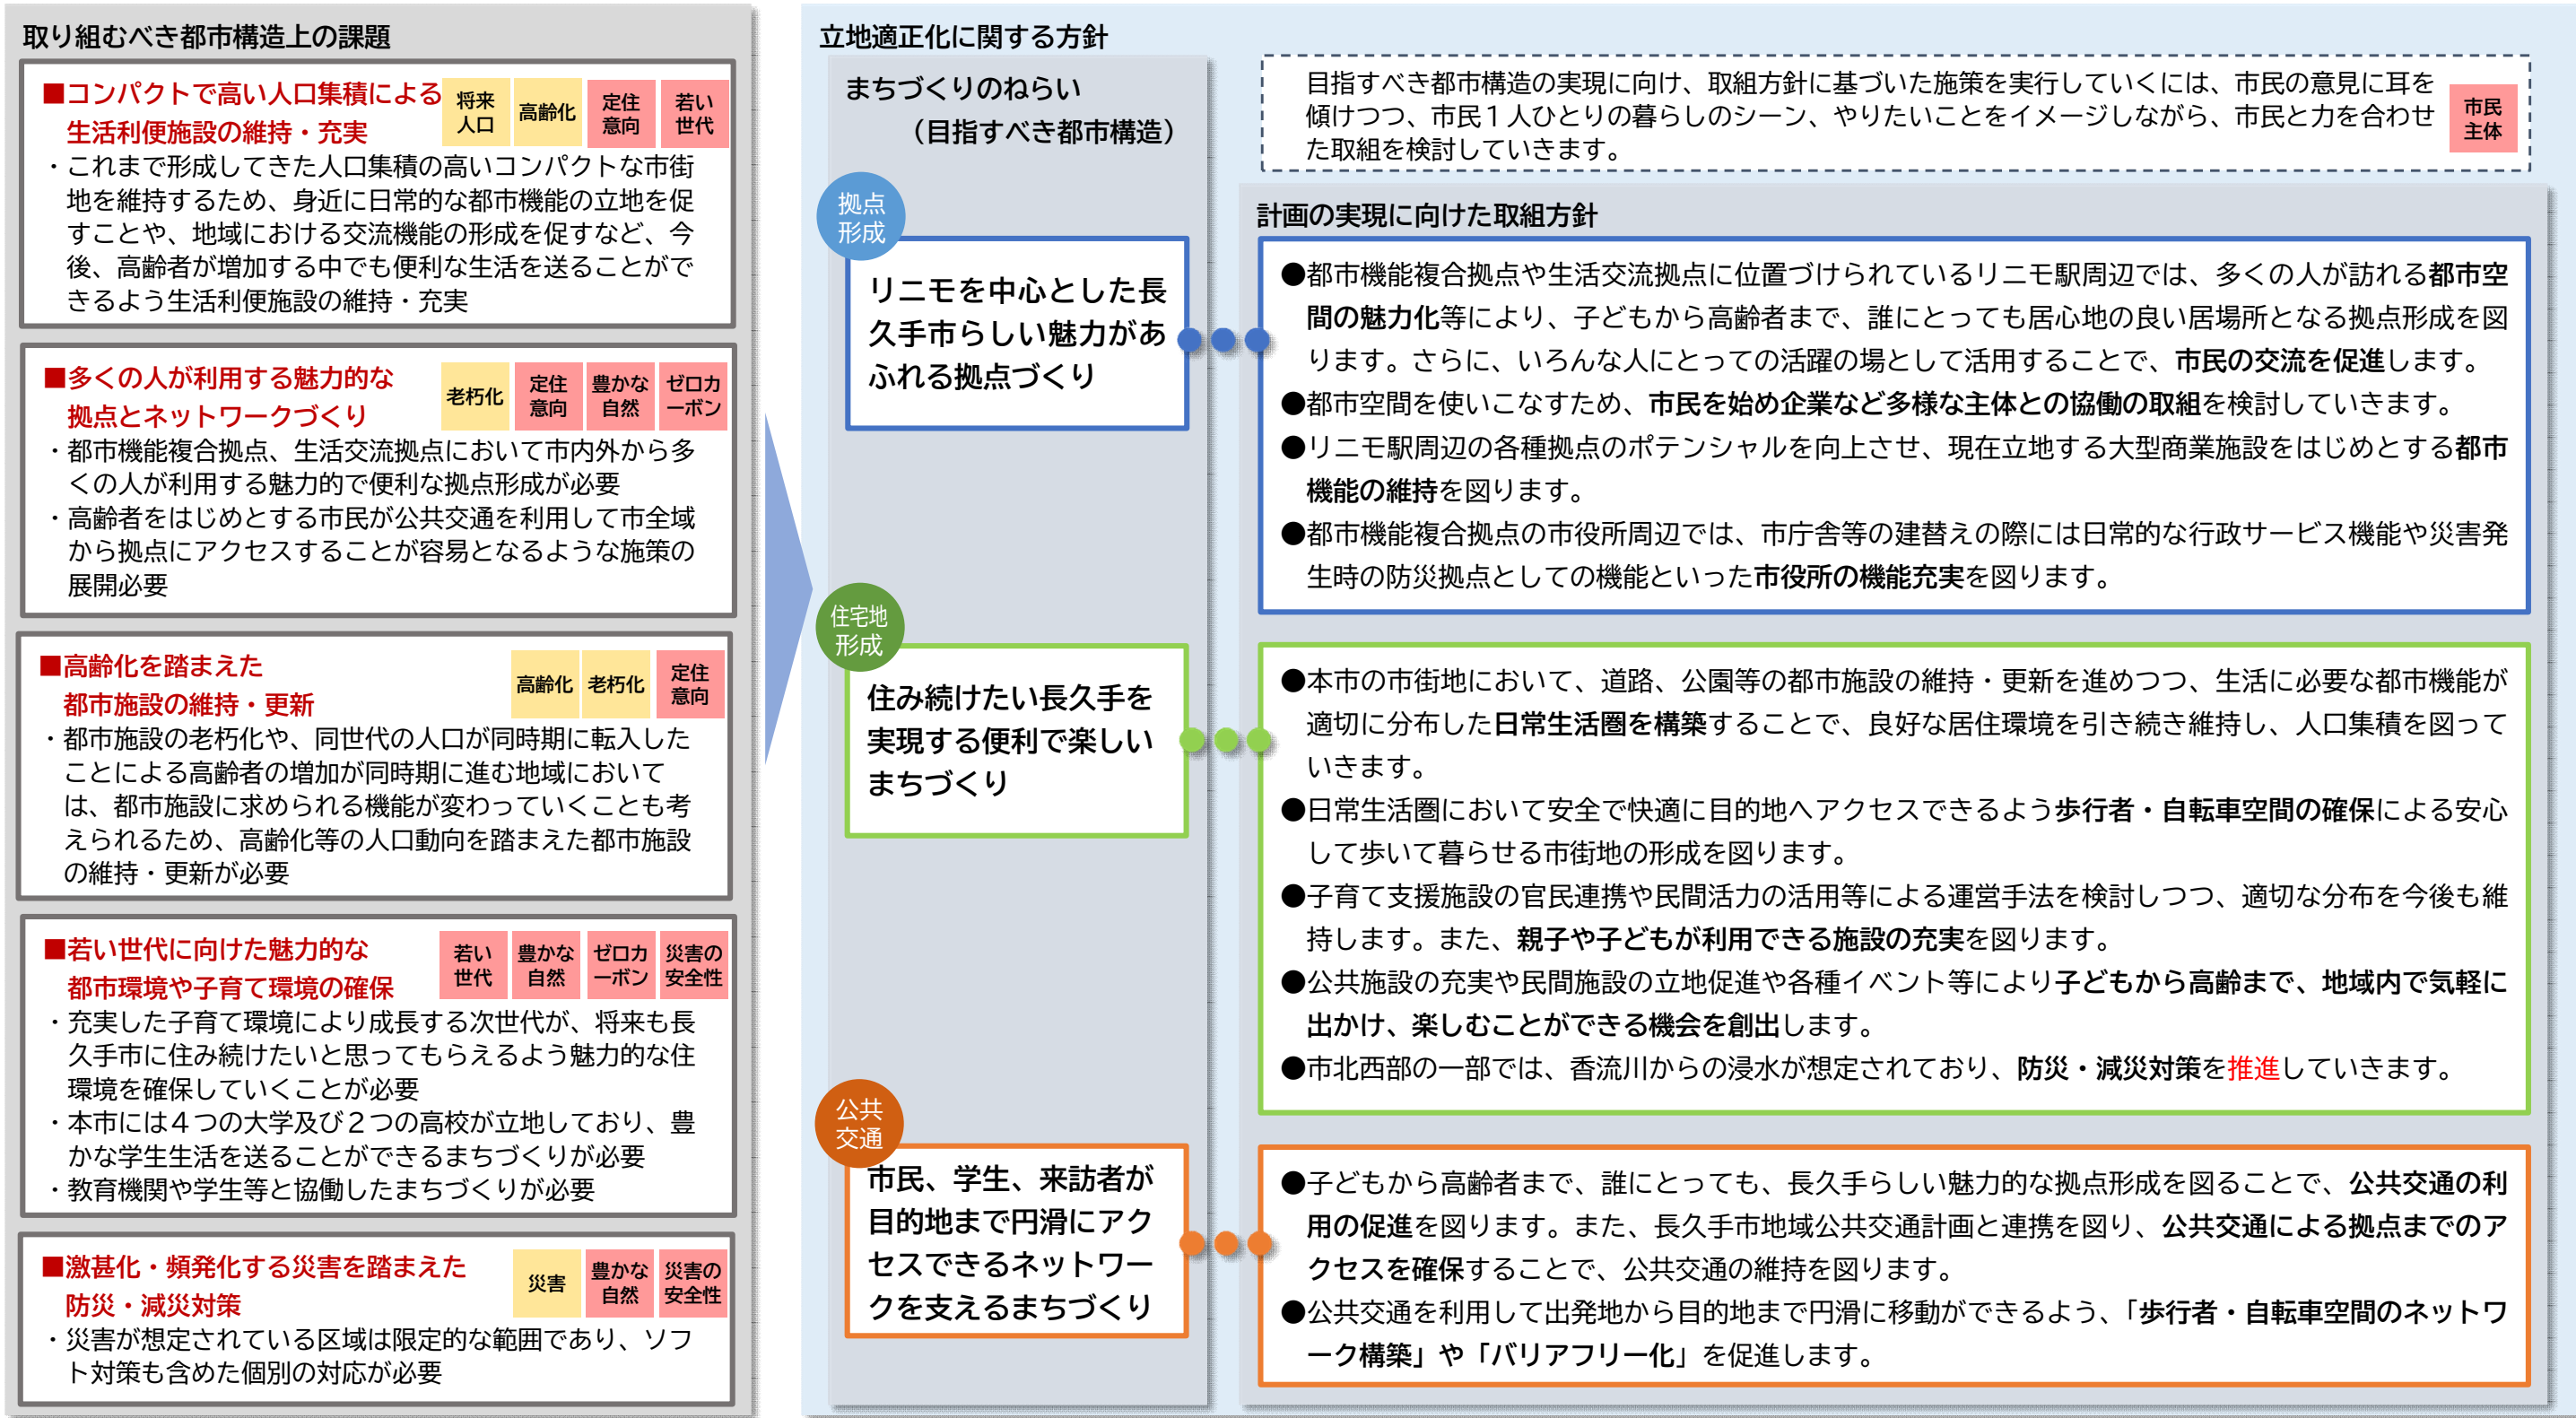 取り組むべき都市構造上の課題
■コンパクトで高い人口集積による
生活利便施設の維持・充実
将来
人口
高齢化
定住
意向
若い
世代
・これまで形成してきた人口集積の高いコンパクトな市街
地を維持するため、身近に日常的な都市機能の立地を促
すことや、地域における交流機能の形成を促すなど、今
後、高齢者が増加する中でも便利な生活を送ることがで
きるよう生活利便施設の維持・充実
■多くの人が利用する魅力的な
拠点とネットワークづくり
老朽化
定住
意向
豊かな
自然
ゼロカ
ーボン
・都市機能複合拠点、生活交流拠点において市内外から多
くの人が利用する魅力的で便利な拠点形成が必要
・高齢者をはじめとする市民が公共交通を利用して市全域
から拠点にアクセスすることが容易となるような施策の
展開必要
■高齢化を踏まえた
都市施設の維持・更新
高齢化
老朽化
定住
意向
・都市施設の老朽化や、同世代の人口が同時期に転入した
ことによる高齢者の増加が同時期に進む地域において
は、都市施設に求められる機能が変わっていくことも考
えられるため、高齢化等の人口動向を踏まえた都市施設
の維持・更新が必要
■若い世代に向けた魅力的な
都市環境や子育て環境の確保
若い
世代
豊かな
自然
ゼロカ
ーボン
災害の
安全性
・充実した子育て環境により成長する次世代が、将来も長
久手市に住み続けたいと思ってもらえるよう魅力的な住
環境を確保していくことが必要
・本市には４つの大学及び２つの高校が立地しており、豊
かな学生生活を送ることができるまちづくりが必要
・教育機関や学生等と協働したまちづくりが必要
■激甚化・頻発化する災害を踏まえた
防災・減災対策
災害
豊かな
自然
災害の
安全性
・災害が想定されている区域は限定的な範囲であり、ソフ
ト対策も含めた個別の対応が必要
立地適正化に関する方針
まちづくりのねらい
（目指すべき都市構造）
目指すべき都市構造の実現に向け、取組方針に基づいた施策を実行していくには、市民の意見に耳を
傾けつつ、市民１人ひとりの暮らしのシーン、やりたいことをイメージしながら、市民と力を合わせ
た取組を検討していきます。
市民
主体
拠点
形成
リニモを中心とした長
久手市らしい魅力があ
ふれる拠点づくり
計画の実現に向けた取組方針
●都市機能複合拠点や生活交流拠点に位置づけられているリニモ駅周辺では、多くの人が訪れる都市空
間の魅力化等により、子どもから高齢者まで、誰にとっても居心地の良い居場所となる拠点形成を図
ります。さらに、いろんな人にとっての活躍の場として活用することで、市民の交流を促進します。
●都市空間を使いこなすため、市民を始め企業など多様な主体との協働の取組を検討していきます。
●リニモ駅周辺の各種拠点のポテンシャルを向上させ、現在立地する大型商業施設をはじめとする都市
機能の維持を図ります。
●都市機能複合拠点の市役所周辺では、市庁舎等の建替えの際には日常的な行政サービス機能や災害発
生時の防災拠点としての機能といった市役所の機能充実を図ります。
住宅地
形成
住み続けたい長久手を
実現する便利で楽しい
まちづくり
●本市の市街地において、道路、公園等の都市施設の維持・更新を進めつつ、生活に必要な都市機能が
適切に分布した日常生活圏を構築することで、良好な居住環境を引き続き維持し、人口集積を図って
いきます。
●日常生活圏において安全で快適に目的地へアクセスできるよう歩行者・自転車空間の確保による安心
して歩いて暮らせる市街地の形成を図ります。
●子育て支援施設の官民連携や民間活力の活用等による運営手法を検討しつつ、適切な分布を今後も維
持します。また、親子や子どもが利用できる施設の充実を図ります。
●公共施設の充実や民間施設の立地促進や各種イベント等により子どもから高齢まで、地域内で気軽に
出かけ、楽しむことができる機会を創出します。
●市北西部の一部では、香流川からの浸水が想定されており、防災・減災対策を推進していきます。
公共
交通
市民、学生、来訪者が
目的地まで円滑にアク
セスできるネットワー
クを支えるまちづくり
●子どもから高齢者まで、誰にとっても、長久手らしい魅力的な拠点形成を図ることで、公共交通の利
用の促進を図ります。また、長久手市地域公共交通計画と連携を図り、公共交通による拠点までのア
クセスを確保することで、公共交通の維持を図ります。
●公共交通を利用して出発地から目的地まで円滑に移動ができるよう、「歩行者・自転車空間のネットワ
ーク構築」や「バリアフリー化」を促進します。